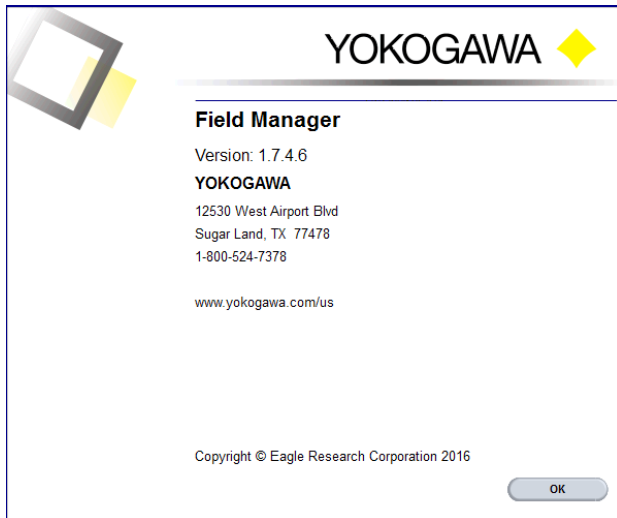 YOKOGAWA
Field Manager
Version: 1.7.4.6
YOKOGAWA
12530 West Airport Blvd
Sugar Land, TX  77478
1-800-524-7378
www.yokogawa.com/us
Copyright © Eagle Research Corporation 2016
OK